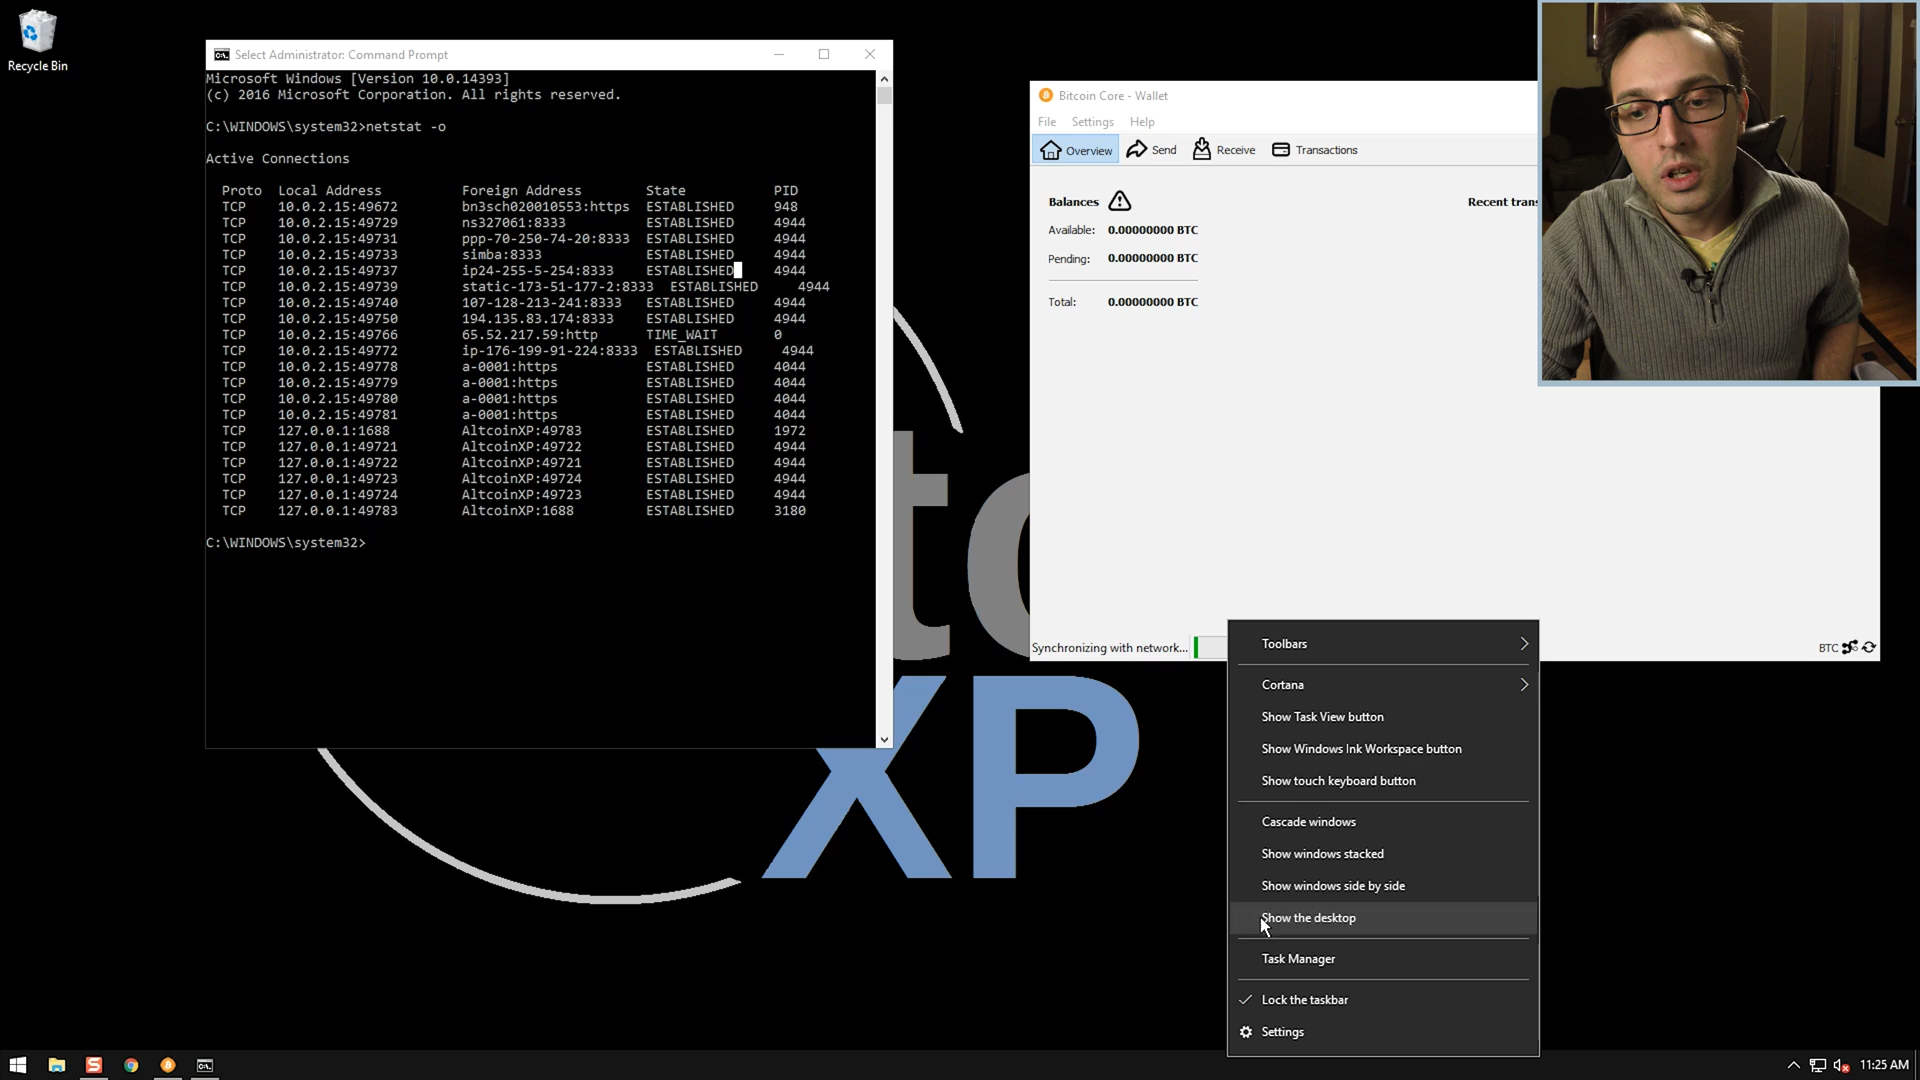 Recycle Bin
Select Administrator: Command Prompt
Microsoft Windows [Version 10.0.14393]
(c) 2016 Microsoft Corporation. All rights reserved.
C:\WINDOWS\system32>netstat -o
Active Connections
Proto Local Address Foreign Address State PID
TCP 10.0.2.15:49672 bn3sch020010553:https ESTABLISHED 948
TCP 10.0.2.15:49729 ns327061:8333 ESTABLISHED 4944
TCP 10.0.2.15:49731 ppp-70-250-74-20:8333 ESTABLISHED 4944
TCP 10.0.2.15:49733 simba:8333 ESTABLISHED 4944
TCP 10.0.2.15:49737 ip24-255-5-254:8333 ESTABLISHED 4944
TCP 10.0.2.15:49739 static-173-51-177-2:8333 ESTABLISHED 4944
TCP 10.0.2.15:49740 107-128-213-241:8333 ESTABLISHED 4944
TCP 10.0.2.15:49750 194.135.83.174:8333 ESTABLISHED 4944
TCP 10.0.2.15:49766 65.52.217.59:http TIME_WAIT 0
TCP 10.0.2.15:49772 ip-176-199-91-224:8333 ESTABLISHED 4944
TCP 10.0.2.15:49778 a-0001:https ESTABLISHED 4044
TCP 10.0.2.15:49779 a-0001:https ESTABLISHED 4044
TCP 10.0.2.15:49780 a-0001:https ESTABLISHED 4044
TCP 10.0.2.15:49781 a-0001:https ESTABLISHED 4044
TCP 127.0.0.1:1688 AltcoinXP:49783 ESTABLISHED 1972
TCP 127.0.0.1:49721 AltcoinXP:49722 ESTABLISHED 4944
TCP 127.0.0.1:49722 AltcoinXP:49721 ESTABLISHED 4944
TCP 127.0.0.1:49723 AltcoinXP:49724 ESTABLISHED 4944
TCP 127.0.0.1:49724 AltcoinXP:49723 ESTABLISHED 4944
TCP 127.0.0.1:49783 AltcoinXP:1688 ESTABLISHED 3180
C:\WINDOWS\system32>
Bitcoin Core - Wallet
File Settings Help
Overview Send Receive Transactions
Balances Recent trans
Available: 0.00000000 BTC
Pending: 0.00000000 BTC
Total: 0.00000000 BTC
Synchronizing with network... BTC
Toolbars
Cortana
Show Task View button
Show Windows Ink Workspace button
Show touch keyboard button
Cascade windows
Show windows stacked
Show windows side by side
Show the desktop
Task Manager
Lock the taskbar
Settings
XP
11:25 AM